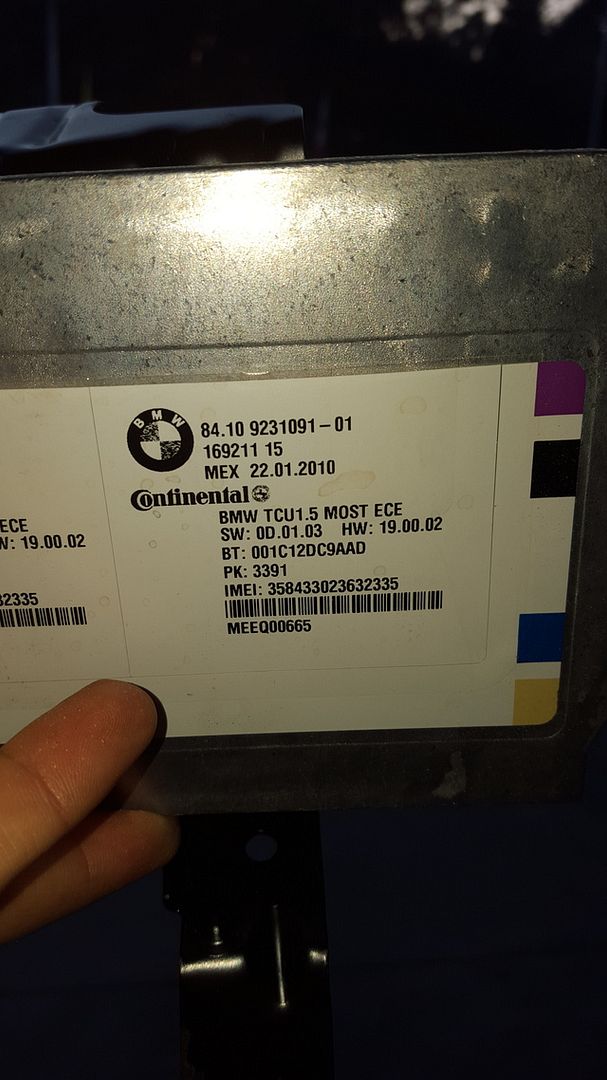 BMW
84.10 9231091-01
169211 15
MEX 22.01.2010
Continental
BMW TCU1.5 MOST ECE
SW: 0D.01.03 HW: 19.00.02
BT: 001C12DC9AAD
PK: 3391
IMEI: 358433023632335
MEEQ00665
ECE
W: 19.00.02
32335